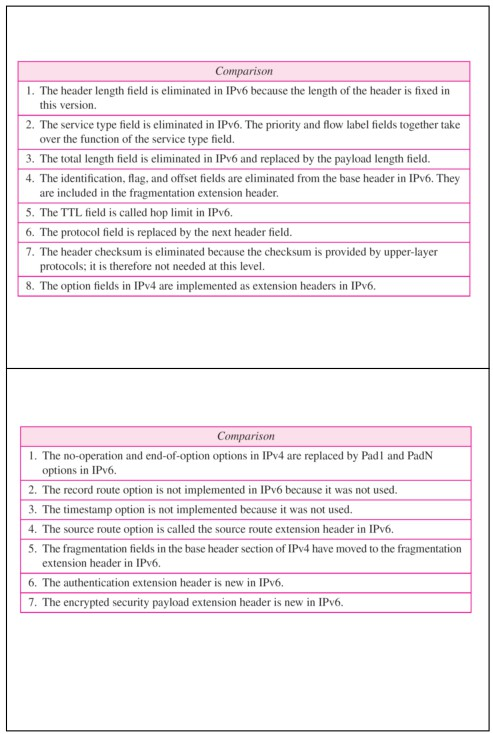 Comparison
1. The header length field is eliminated in IPv6 because the length of the header is fixed in
this version.
2. The service type field is eliminated in IPv6. The priority and flow label fields together take
over the function of the service type field.
3. The total length field is eliminated in IPv6 and replaced by the payload length field.
4. The identification, flag, and offset fields are eliminated from the base header in IPv6. They
are included in the fragmentation extension header.
5. The TTL field is called hop limit in IPv6.
6. The protocol field is replaced by the next header field.
7. The header checksum is eliminated because the checksum is provided by upper-layer
protocols; it is therefore not needed at this level.
8. The option fields in IPv4 are implemented as extension headers in IPv6.
Comparison
1. The no-operation and end-of-option options in IPv4 are replaced by Pad1 and PadN
options in IPv6.
2. The record route option is not implemented in IPv6 because it was not used.
3. The timestamp option is not implemented because it was not used.
4. The source route option is called the source route extension header in IPv6.
5. The fragmentation fields in the base header section of IPv4 have moved to the fragmentation
extension header in IPv6.
6. The authentication extension header is new in IPv6.
7. The encrypted security payload extension header is new in IPv6.